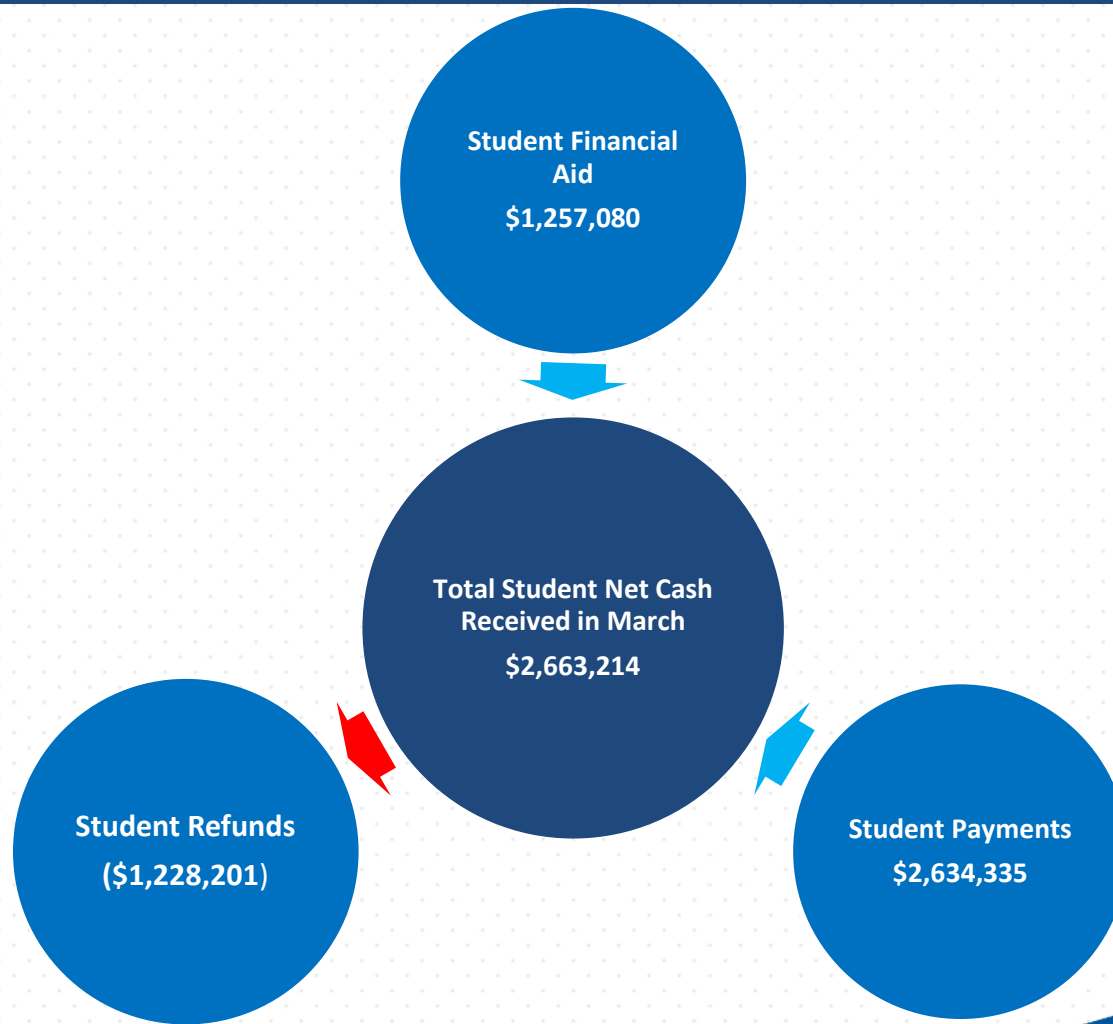 Student Financial
Aid
$1,257,080
Total Student Net Cash
Received in March
$2,663,214
Student Refunds
($1,228,201)
Student Payments
$2,634,335